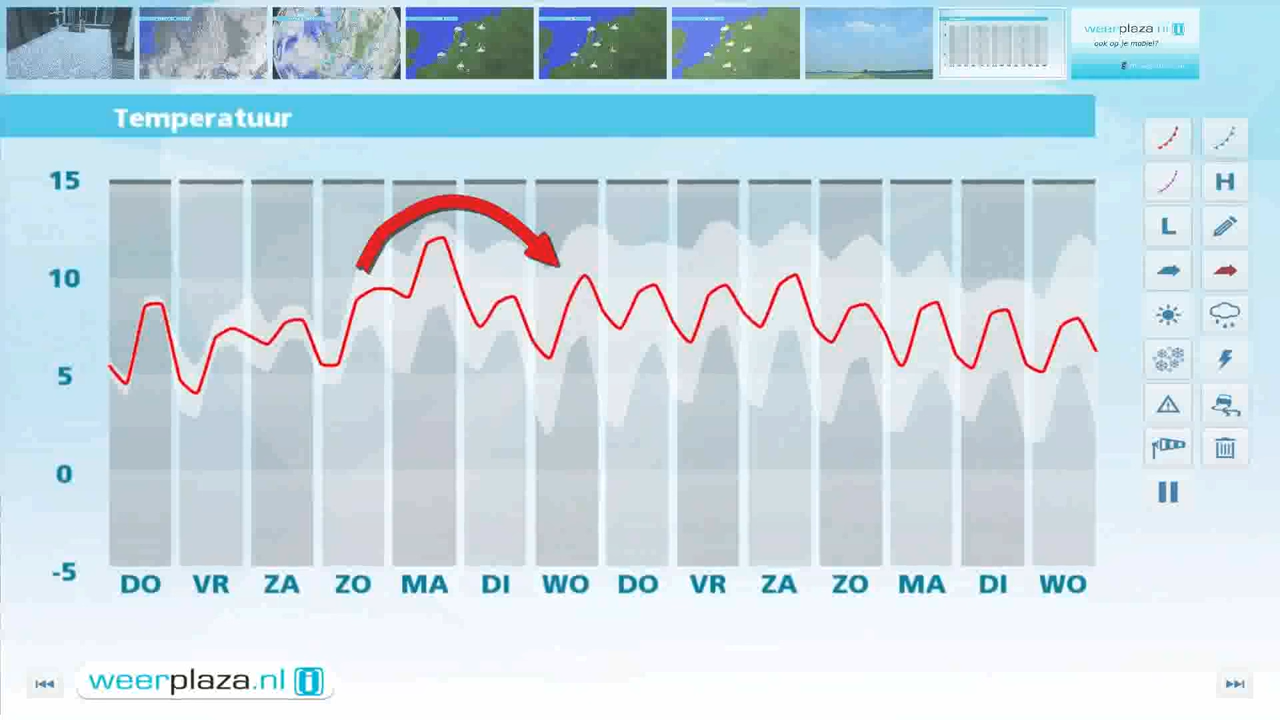 weerplaza.nl i
ook op je mobiel?
Temperatuur
15
10
5
0
-5
H
L
DO VR ZA ZO MA DI WO DO VR ZA ZO MA DI WO
weerplaza.nl i